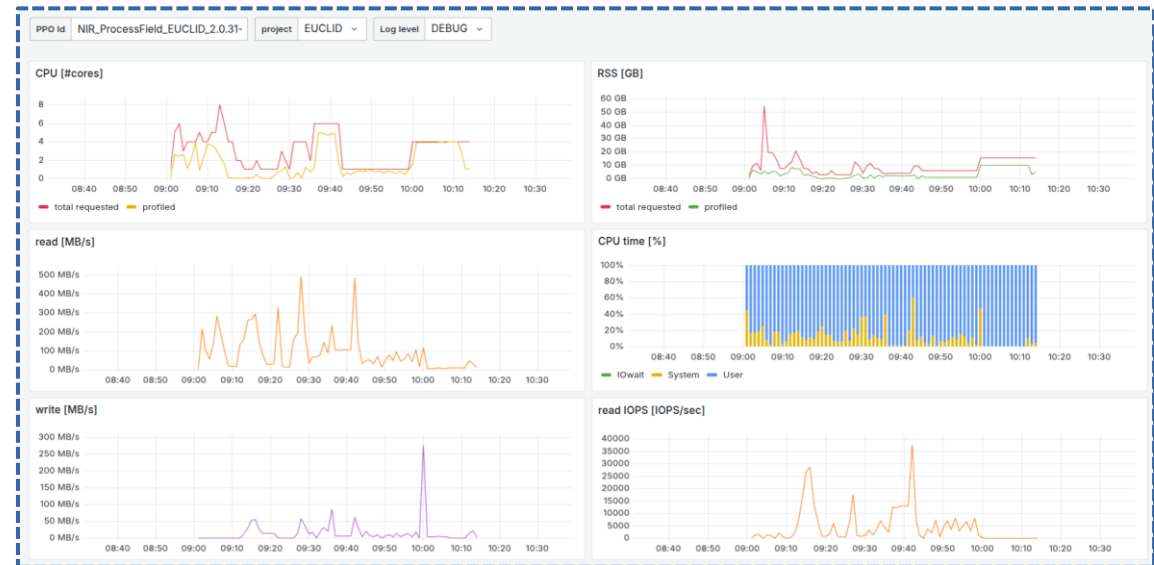 PPO Id NIR_ProcessField_EUCLID_2.0.31- project EUCLID Log level DEBUG
CPU [#cores]
8
6
4
2
0
08:40 08:50 09:00 09:10 09:20 09:30 09:40 09:50 10:00 10:10 10:20 10:30
total requested profiled
RSS [GB]
60 GB
50 GB
40 GB
30 GB
20 GB
10 GB
0 GB
08:40 08:50 09:00 09:10 09:20 09:30 09:40 09:50 10:00 10:10 10:20 10:30
total requested profiled
read [MB/s]
500 MB/s
400 MB/s
300 MB/s
200 MB/s
100 MB/s
0 MB/s
08:40 08:50 09:00 09:10 09:20 09:30 09:40 09:50 10:00 10:10 10:20 10:30
CPU time [%]
100%
80%
60%
40%
20%
0%
08:40 08:50 09:00 09:10 09:20 09:30 09:40 09:50 10:00 10:10 10:20 10:30
IOwait System User
write [MB/s]
300 MB/s
250 MB/s
200 MB/s
150 MB/s
100 MB/s
50 MB/s
0 MB/s
08:40 08:50 09:00 09:10 09:20 09:30 09:40 09:50 10:00 10:10 10:20 10:30
read IOPS [IOPS/sec]
40000
35000
30000
25000
20000
15000
10000
5000
0
08:40 08:50 09:00 09:10 09:20 09:30 09:40 09:50 10:00 10:10 10:20 10:30